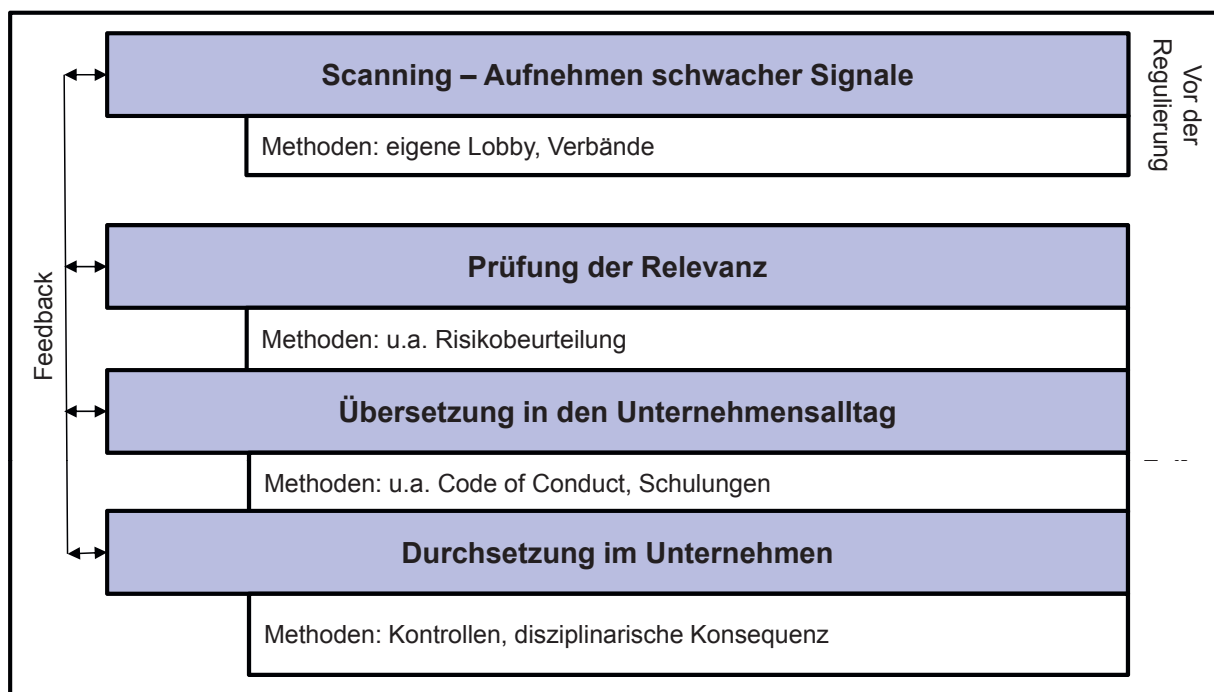 Scanning – Aufnehmen schwacher Signale
Methoden: eigene Lobby, Verbände
Vor der
Regulierung
Prüfung der Relevanz
Methoden: u.a. Risikobeurteilung
Feedback
Übersetzung in den Unternehmensalltag
Methoden: u.a. Code of Conduct, Schulungen
Durchsetzung im Unternehmen
Methoden: Kontrollen, disziplinarische Konsequenz